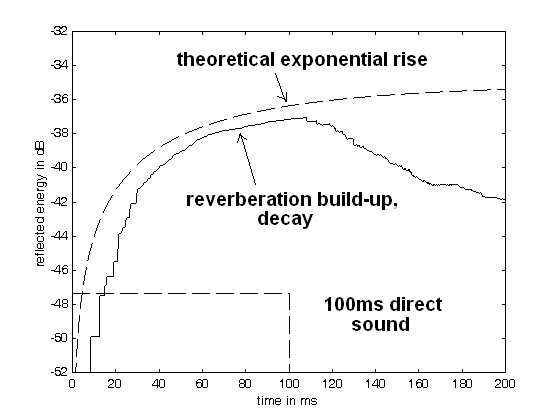 -32
-34
-36
-38
-40
-42
-44
-46
-48
-50
-52
reflected energy in dB
theoretical exponential rise
reverberation build-up,
decay
100ms direct
sound
0 20 40 60 80 100 120 140 160 180 200
time in ms